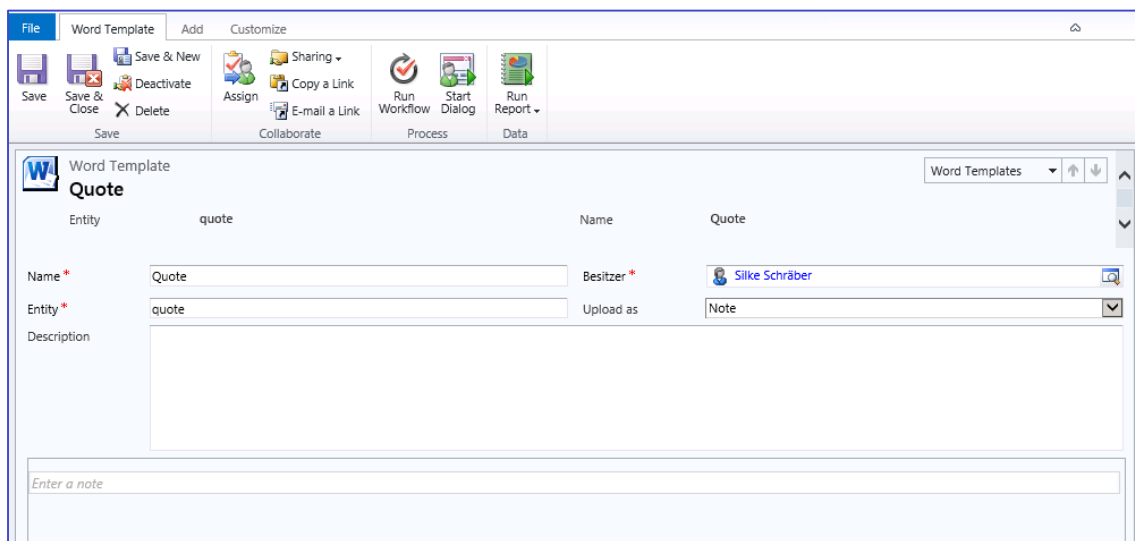 File Word Template Add Customize
Save
Save & Close
Save & New
Deactivate
Delete
Save
Assign
Sharing
Copy a Link
E-mail a Link
Collaborate
Run Workflow
Start Dialog
Process
Run Report
Data
Word Template
Quote
Word Templates
Entity quote Name Quote
Name * Quote Besitzer * Silke Schräber
Entity * quote Upload as Note
Description
Enter a note